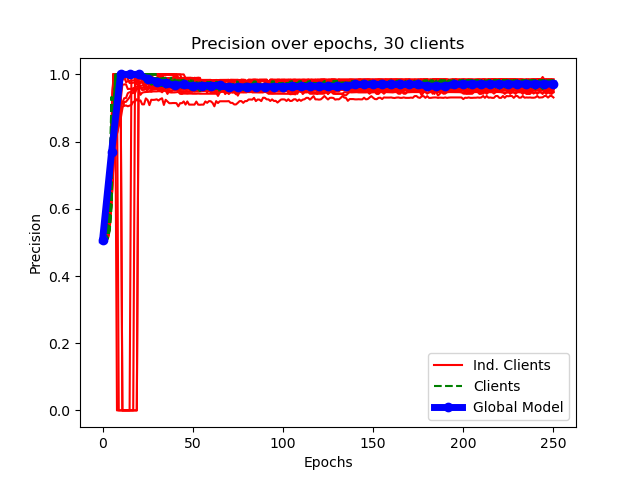 Precision over epochs, 30 clients
1.0
0.8
0.6
0.4
0.2
0.0
Precision
0
50
100
150
200
250
Epochs
Ind. Clients
Clients
Global Model